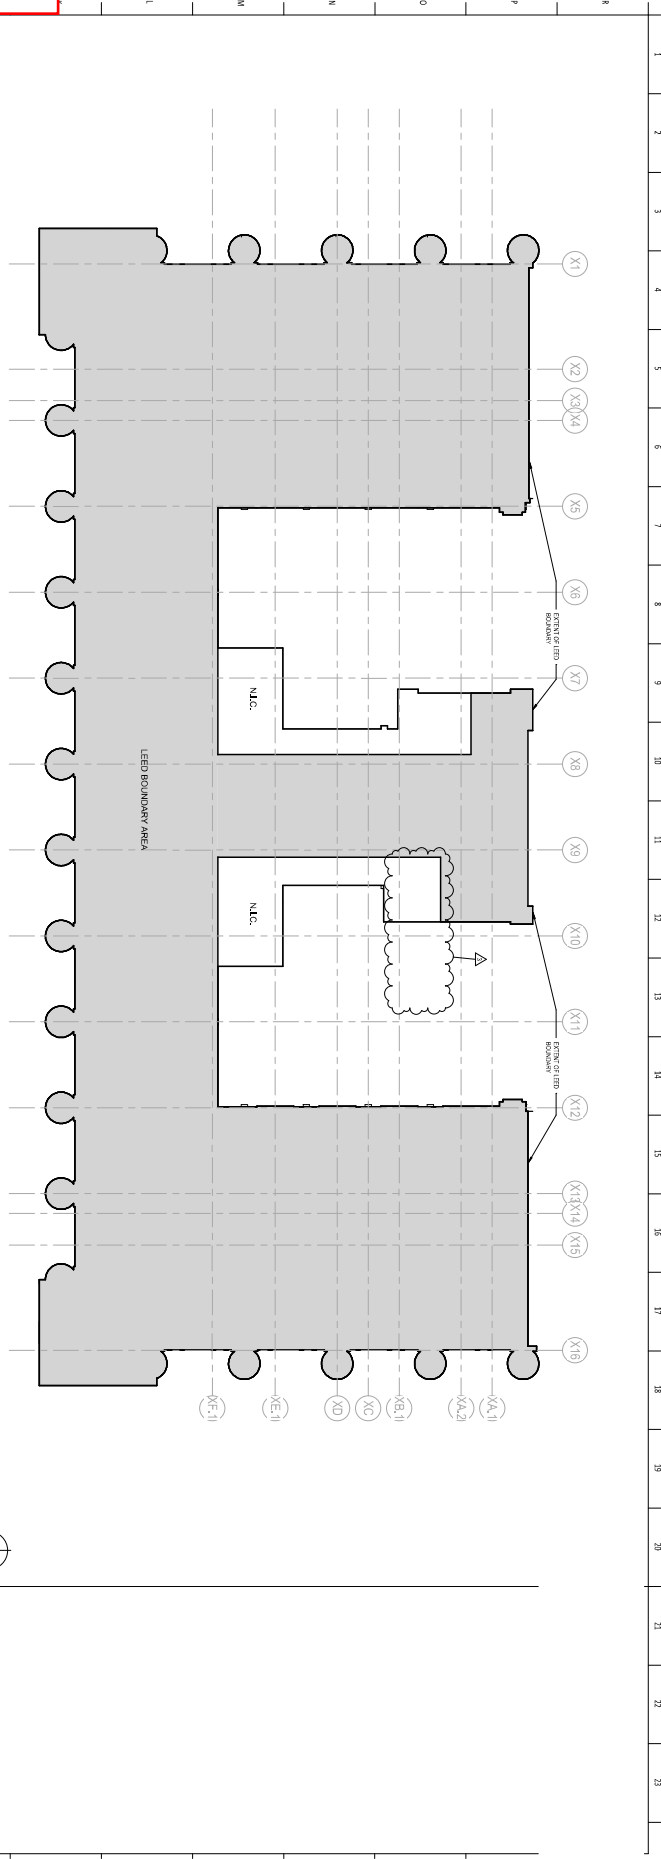 R
P
O
N
M
L
1
2
3
4
5
6
7
8
9
10
11
12
13
14
15
16
17
18
19
20
21
22
23
X1
X2
X3
X4
X5
X6
X7
X8
X9
X10
X11
X12
X13
X14
X15
X16
EXTENT OF LEED
BOUNDARY
EXTENT OF LEED
BOUNDARY
N.I.C.
N.I.C.
LEED BOUNDARY AREA
XA.1
XA.2
XB.1
XC
XD
XE.1
XF.1